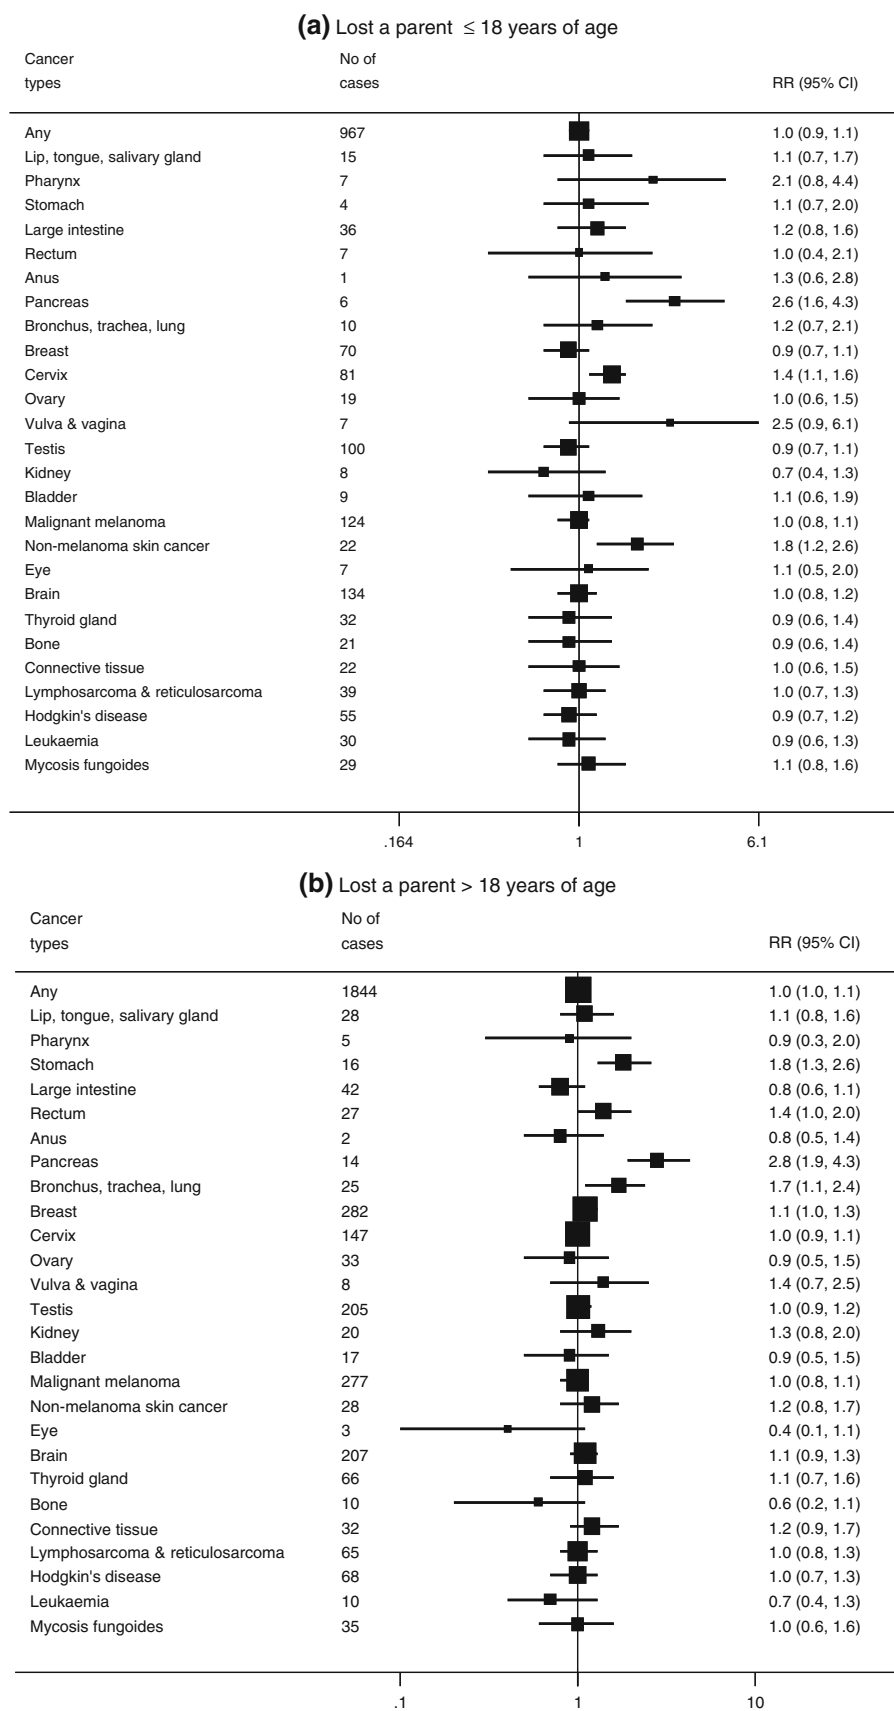 (a) Lost a parent ≤ 18 years of age
Cancer No of
types cases RR (95% CI)
Any 967 1.0 (0.9, 1.1)
Lip, tongue, salivary gland 15 1.1 (0.7, 1.7)
Pharynx 7 2.1 (0.8, 4.4)
Stomach 4 1.1 (0.7, 2.0)
Large intestine 36 1.2 (0.8, 1.6)
Rectum 7 1.0 (0.4, 2.1)
Anus 1 1.3 (0.6, 2.8)
Pancreas 6 2.6 (1.6, 4.3)
Bronchus, trachea, lung 10 1.2 (0.7, 2.1)
Breast 70 0.9 (0.7, 1.1)
Cervix 81 1.4 (1.1, 1.6)
Ovary 19 1.0 (0.6, 1.5)
Vulva & vagina 7 2.5 (0.9, 6.1)
Testis 100 0.9 (0.7, 1.1)
Kidney 8 0.7 (0.4, 1.3)
Bladder 9 1.1 (0.6, 1.9)
Malignant melanoma 124 1.0 (0.8, 1.1)
Non-melanoma skin cancer 22 1.8 (1.2, 2.6)
Eye 7 1.1 (0.5, 2.0)
Brain 134 1.0 (0.8, 1.2)
Thyroid gland 32 0.9 (0.6, 1.4)
Bone 21 0.9 (0.6, 1.4)
Connective tissue 22 1.0 (0.6, 1.5)
Lymphosarcoma & reticulosarcoma 39 1.0 (0.7, 1.3)
Hodgkin's disease 55 0.9 (0.7, 1.2)
Leukaemia 30 0.9 (0.6, 1.3)
Mycosis fungoides 29 1.1 (0.8, 1.6)
.164 1 6.1
(b) Lost a parent > 18 years of age
Cancer No of
types cases RR (95% CI)
Any 1844 1.0 (1.0, 1.1)
Lip, tongue, salivary gland 28 1.1 (0.8, 1.6)
Pharynx 5 0.9 (0.3, 2.0)
Stomach 16 1.8 (1.3, 2.6)
Large intestine 42 0.8 (0.6, 1.1)
Rectum 27 1.4 (1.0, 2.0)
Anus 2 0.8 (0.5, 1.4)
Pancreas 14 2.8 (1.9, 4.3)
Bronchus, trachea, lung 25 1.7 (1.1, 2.4)
Breast 282 1.1 (1.0, 1.3)
Cervix 147 1.0 (0.9, 1.1)
Ovary 33 0.9 (0.5, 1.5)
Vulva & vagina 8 1.4 (0.7, 2.5)
Testis 205 1.0 (0.9, 1.2)
Kidney 20 1.3 (0.8, 2.0)
Bladder 17 0.9 (0.5, 1.5)
Malignant melanoma 277 1.0 (0.8, 1.1)
Non-melanoma skin cancer 28 1.2 (0.8, 1.7)
Eye 3 0.4 (0.1, 1.1)
Brain 207 1.1 (0.9, 1.3)
Thyroid gland 66 1.1 (0.7, 1.6)
Bone 10 0.6 (0.2, 1.1)
Connective tissue 32 1.2 (0.9, 1.7)
Lymphosarcoma & reticulosarcoma 65 1.0 (0.8, 1.3)
Hodgkin's disease 68 1.0 (0.7, 1.3)
Leukaemia 10 0.7 (0.4, 1.3)
Mycosis fungoides 35 1.0 (0.6, 1.6)
.1 1 10